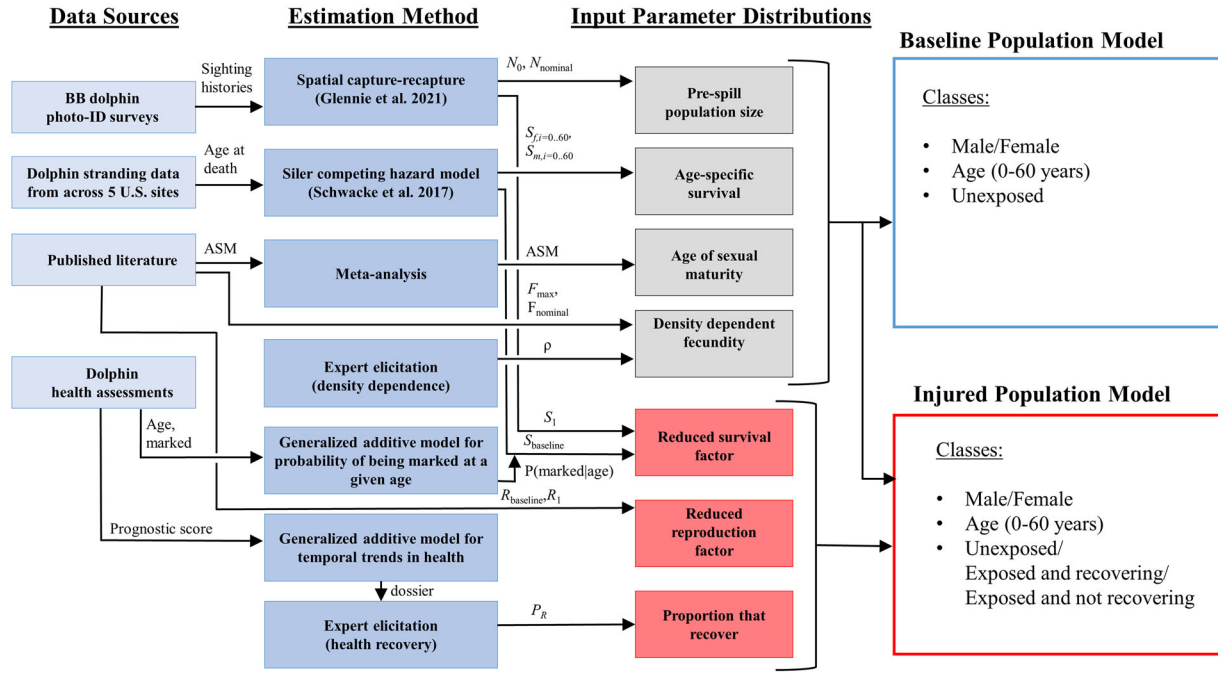 Data Sources
Estimation Method
Input Parameter Distributions
BB dolphin
photo-ID surveys
Dolphin stranding data
from across 5 U.S. sites
Published literature
Dolphin
health assessments
Sighting
histories
Age at
death
ASM
Age,
marked
Prognostic score
Spatial capture-recapture
(Glennie et al. 2021)
Siler competing hazard model
(Schwacke et al. 2017)
Meta-analysis
Expert elicitation
(density dependence)
Generalized additive model for
probability of being marked at a
given age
Generalized additive model for
temporal trends in health
dossier
Expert elicitation
(health recovery)
N0, Nnominal
Sf,i=0..60,
Sm,i=0..60
ASM
Fmax,
Fnominal
ρ
S1
Sbaseline
P(marked|age)
Rbaseline,R1
PR
Pre-spill
population size
Age-specific
survival
Age of sexual
maturity
Density dependent
fecundity
Reduced survival
factor
Reduced
reproduction
factor
Proportion that
recover
Baseline Population Model
Classes:
• Male/Female
• Age (0-60 years)
• Unexposed
Injured Population Model
Classes:
• Male/Female
• Age (0-60 years)
• Unexposed/
Exposed and recovering/
Exposed and not recovering